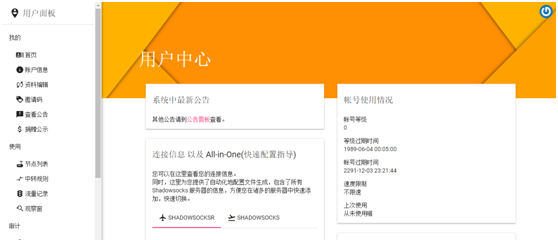 用户面板
我的
首页
账户信息
资料编辑
邀请码
查看公告
捐赠公示
使用
节点列表
中转规则
流量记录
观察窗
审计
用户中心
系统中最新公告
其他公告请到公告面板查看。
连接信息 以及 All-in-One(快速配置指导)
您可以在这里查看您的连接信息。
同时，这里为您提供了自动化地配置文件生成，包含了所有
Shadowsocks 服务器的信息，方便您在诸多的服务器中快速添
加，快速切换。
SHADOWSOCKSR
SHADOWSOCKS
帐号使用情况
帐号等级
0
等级过期时间
1989-06-04 00:05:00
帐号过期时间
2291-12-03 23:21:44
速度限制
不限速
上次使用
从未使用喵